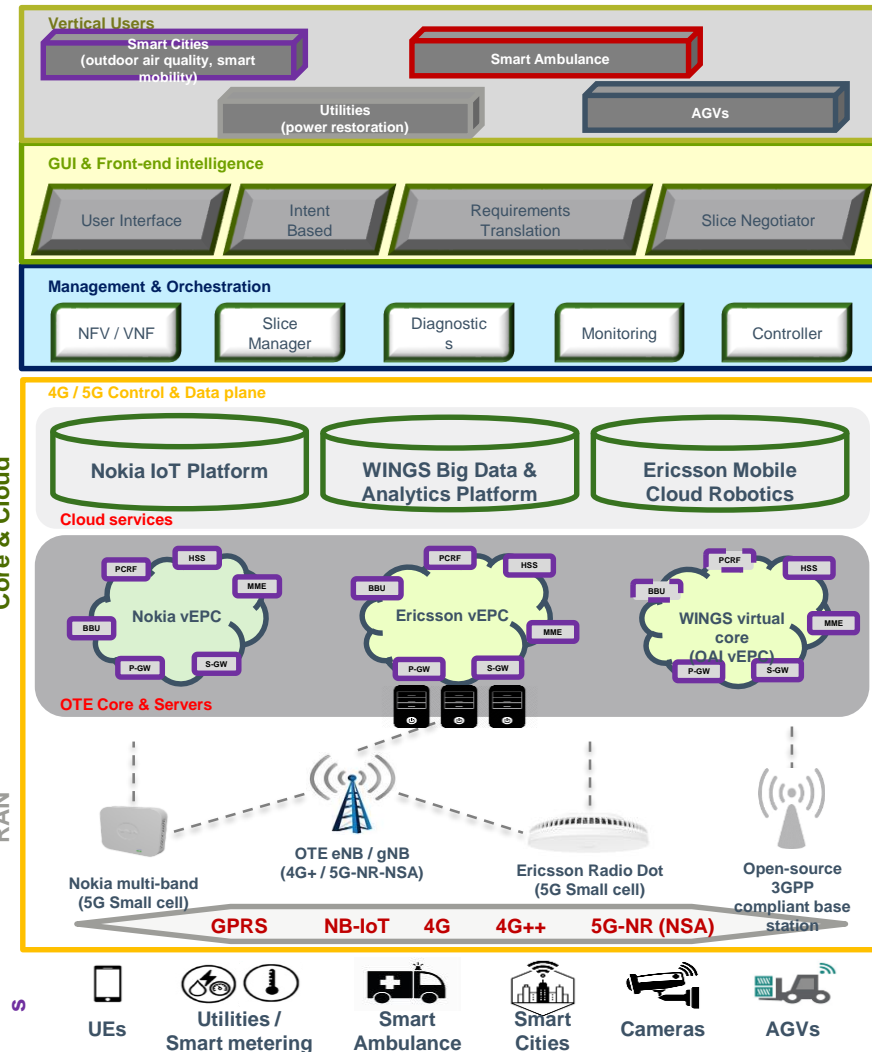 Vertical Users
Smart Cities
(outdoor air quality, smart
mobility)
Smart Ambulance
Utilities
(power restoration)
AGVs
GUI & Front-end intelligence
User Interface
Intent
Based
Requirements
Translation
Slice Negotiator
Management & Orchestration
NFV / VNF
Slice
Manager
Diagnostic
s
Monitoring
Controller
4G / 5G Control & Data plane
Core & Cloud
Nokia IoT Platform
WINGS Big Data &
Analytics Platform
Ericsson Mobile
Cloud Robotics
Cloud services
PCRF
HSS
MME
BBU
Nokia vEPC
P-GW
S-GW
PCRF
HSS
BBU
Ericsson vEPC
MME
P-GW
S-GW
PCRF
HSS
BBU
WINGS virtual
core
(OAI vEPC)
MME
P-GW
S-GW
OTE Core & Servers
RAN
Nokia multi-band
(5G Small cell)
OTE eNB / gNB
(4G+ / 5G-NR-NSA)
Ericsson Radio Dot
(5G Small cell)
Open-source
3GPP
compliant base
station
GPRS NB-IoT 4G 4G++ 5G-NR (NSA)
s
UEs
Utilities /
Smart metering
Smart
Ambulance
Smart
Cities
Cameras
AGVs